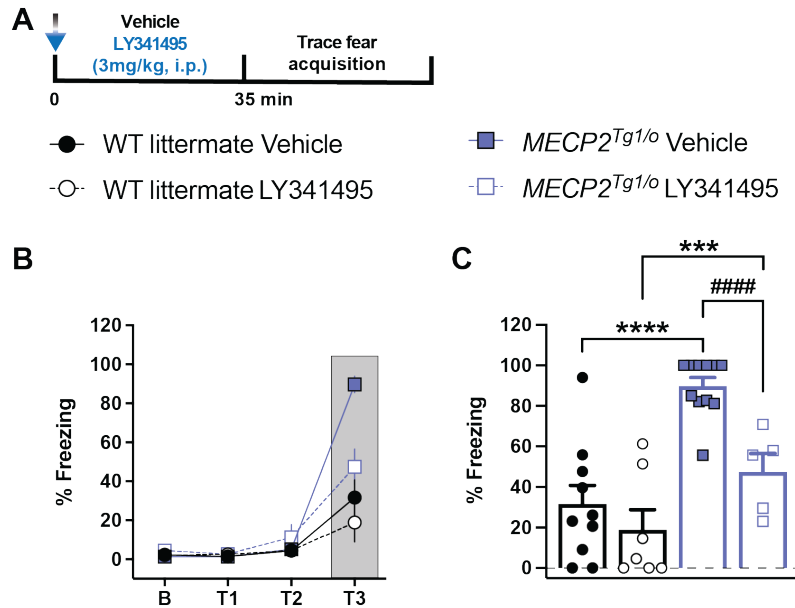 A
Vehicle
LY341495
(3mg/kg, i.p.)
Trace fear
acquisition
0
35 min
WT littermate Vehicle
MECP2Tg1/o Vehicle
WT littermate LY341495
MECP2Tg1/o LY341495
B
% Freezing
120
100
80
60
40
20
0
B T1 T2 T3
C
***
####
****
% Freezing
120
100
80
60
40
20
0